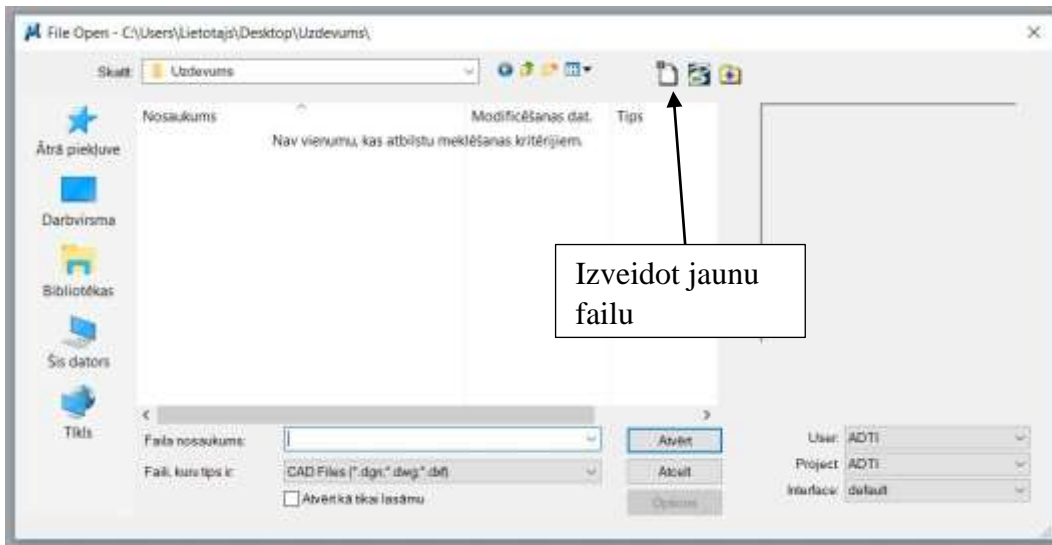 File Open - C:\Users\Lietotajs\Desktop\Uzdevums\
Skatīt: Uzdevums
Nosaukums Modificēšanas dat. Tips
Nav vienumu, kas atbilstu meklēšanas kritērijiem.
Ātrā piekļuve
Darbvirsma
Bibliotēkas
Šis dators
Tīkls
Izveidot jaunu
failu
Faila nosaukums: Atvērt
Faili, kuru tips ir: CAD Files (*.dgn;*.dwg;*.dxf) Atcelt
Atvērt kā tikai lasāmu Options
User: ADTI
Project: ADTI
Interface: default